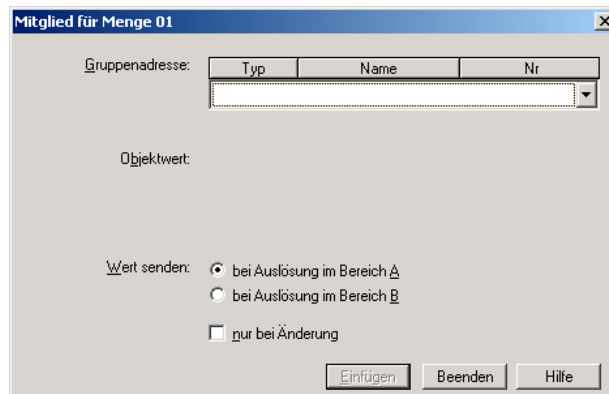 Mitglied für Menge 01
Gruppenadresse: Typ Name Nr
Objektwert:
Wert senden: bei Auslösung im Bereich A
bei Auslösung im Bereich B
nur bei Änderung
Einfügen Beenden Hilfe